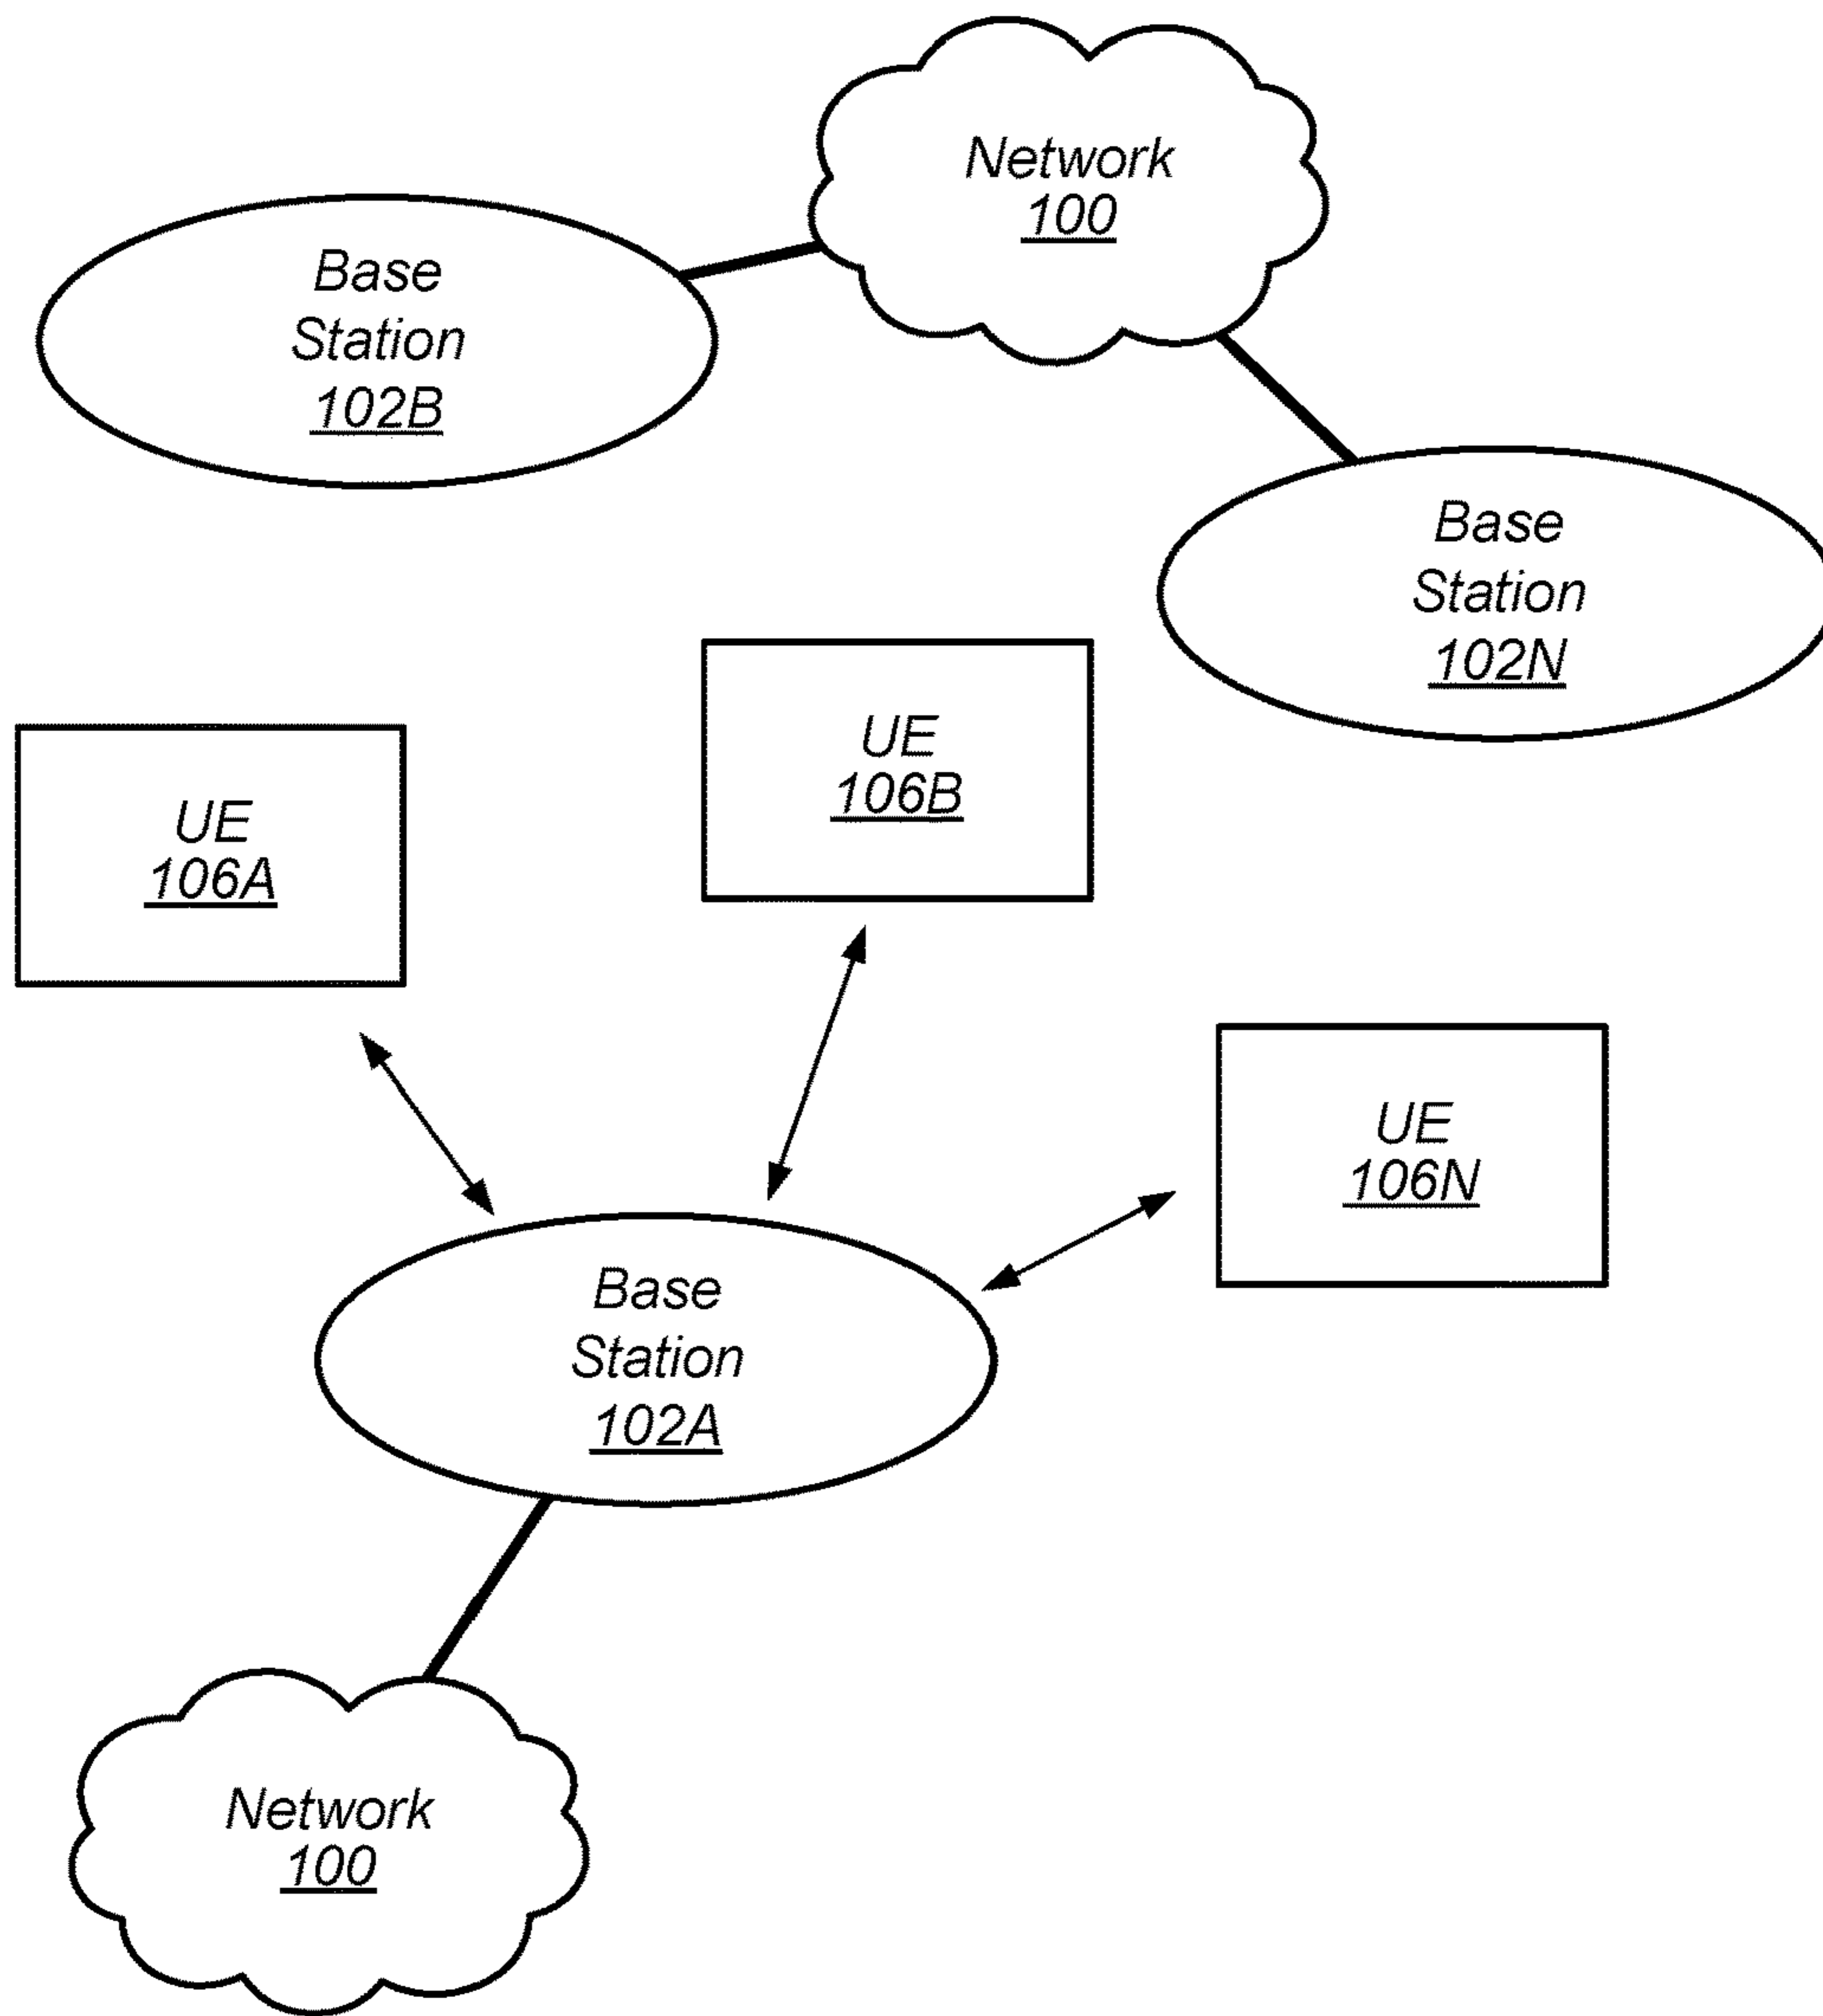 Network
100
Base
Station
102B
Base
Station
102N
UE
106B
UE
106A
UE
106N
Base
Station
102A
Network
100